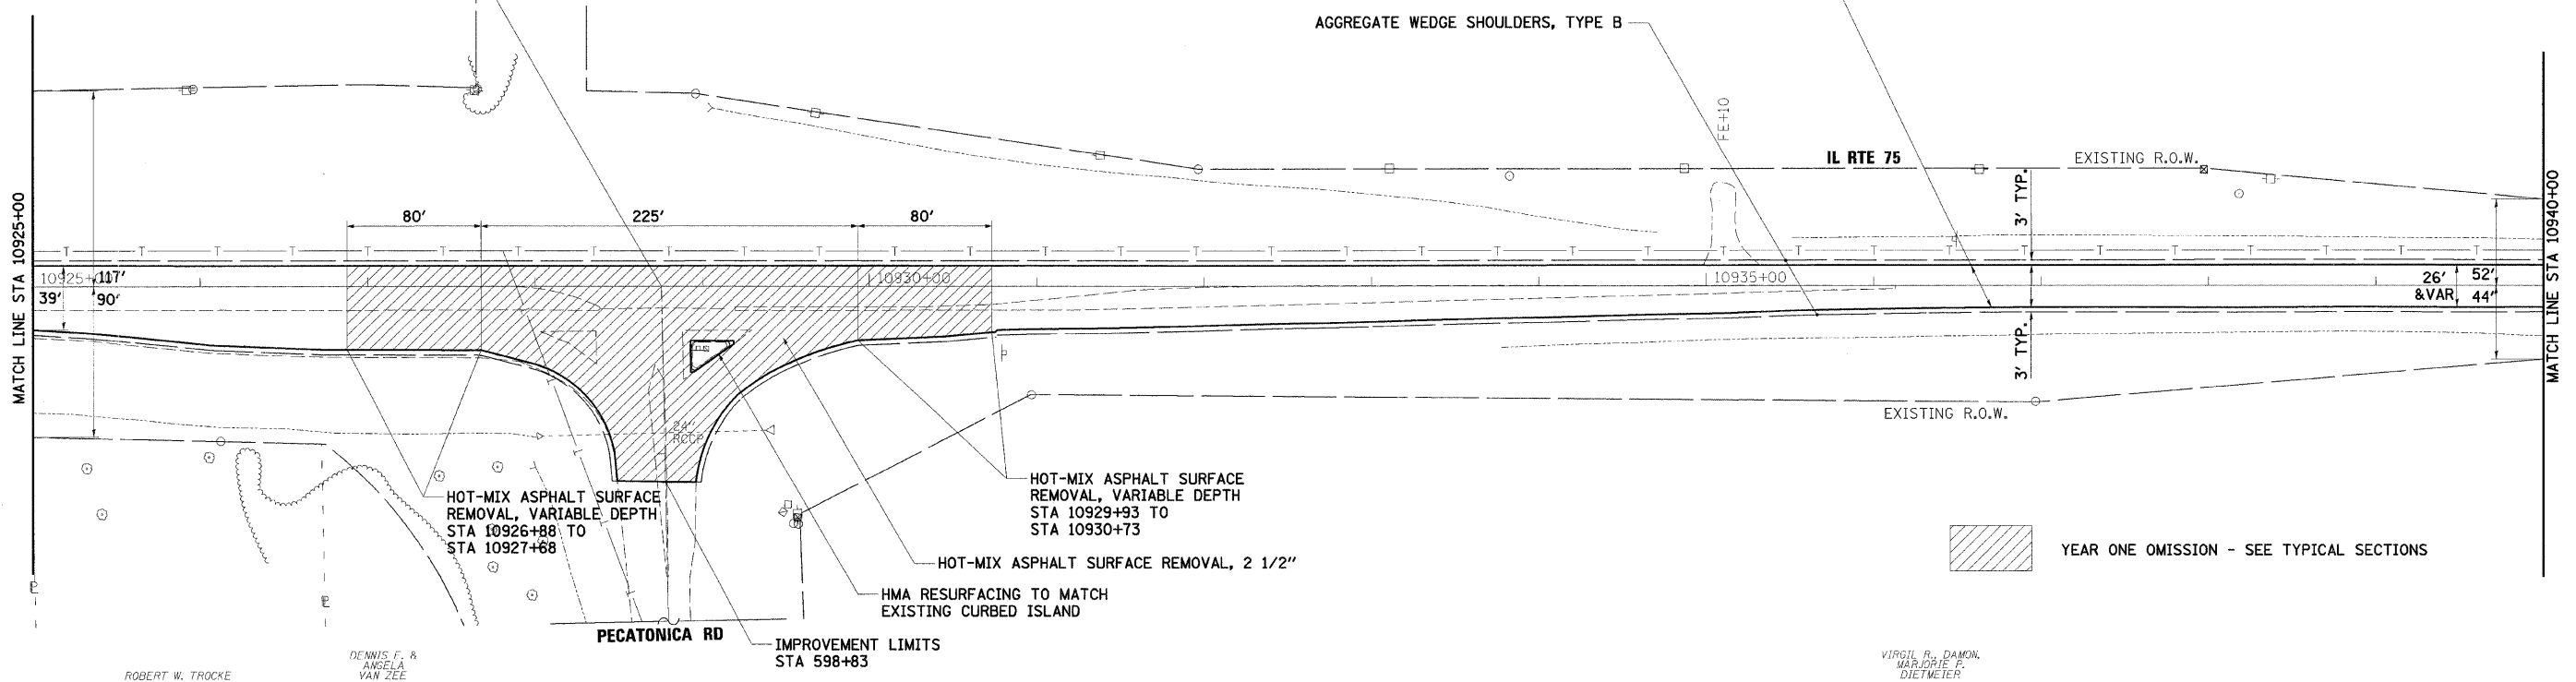 AGGREGATE WEDGE SHOULDERS, TYPE B
FE+10
IL RTE 75
EXISTING R.O.W.
MATCH LINE STA 10925+00
MATCH LINE STA 10940+00
80'
225'
80'
3' TYP.
10925+00
117'
10930+00
10935+00
26'
52'
39'
90'
&VAR
44'
3' TYP.
EXISTING R.O.W.
24"
RCCP
HOT-MIX ASPHALT SURFACE
REMOVAL, VARIABLE DEPTH
STA 10926+88 TO
STA 10927+68
HOT-MIX ASPHALT SURFACE
REMOVAL, VARIABLE DEPTH
STA 10929+93 TO
STA 10930+73
YEAR ONE OMISSION - SEE TYPICAL SECTIONS
HOT-MIX ASPHALT SURFACE REMOVAL, 2 1/2"
HMA RESURFACING TO MATCH
EXISTING CURBED ISLAND
PECATONICA RD
IMPROVEMENT LIMITS
STA 598+83
ROBERT W. TROCKE
DENNIS F. &
ANGELA
VAN ZEE
VIRGIL R., DAMON,
MARJORIE P.
DIETMEIER